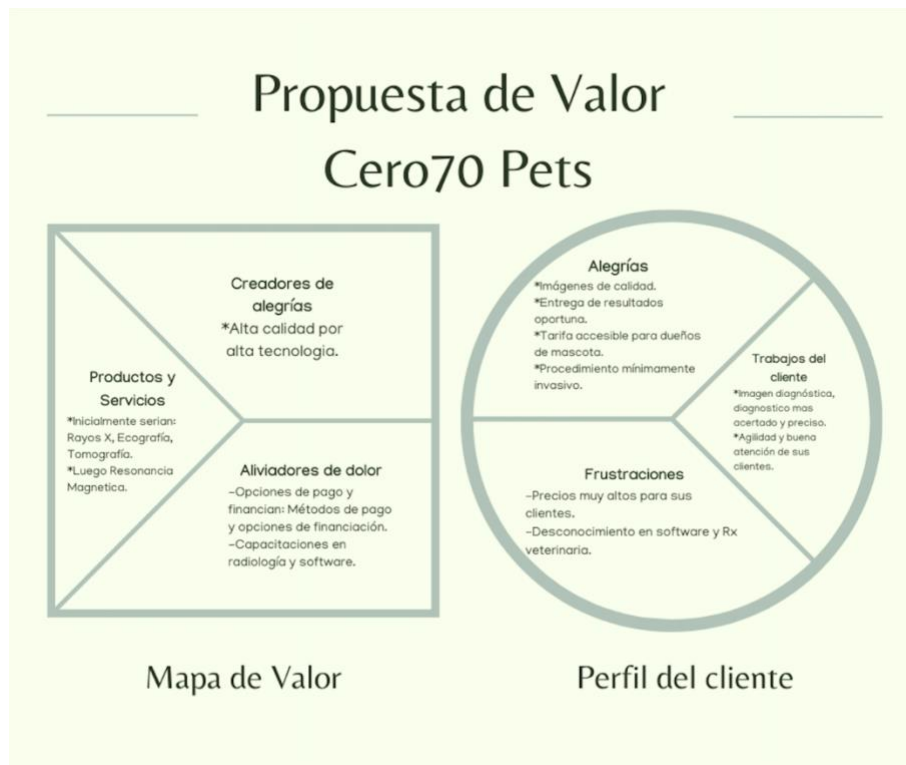 Propuesta de Valor
Cero70 Pets
Creadores de
alegrías
*Alta calidad por
alta tecnologia.
Productos y
Servicios
*Inicialmente serian:
Rayos X, Ecografía,
Tomografía.
*Luego Resonancia
Magnetica.
Aliviadores de dolor
-Opciones de pago y
financian: Métodos de pago
y opciones de financiación.
-Capacitaciones en
radiología y software.
Mapa de Valor
Alegrías
*Imágenes de calidad.
*Entrega de resultados
oportuna.
*Tarifa accesible para dueños
de mascota.
*Procedimiento mínimamente
invasivo.
Trabajos del
cliente
*Imagen diagnóstica,
diagnostico mas
acertado y preciso.
*Agilidad y buena
atención de sus
clientes.
Frustraciones
-Precios muy altos para sus
clientes.
-Desconocimiento en software y Rx
veterinaria.
Perfil del cliente